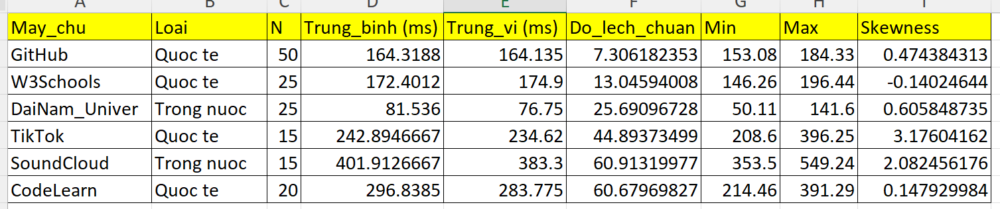 A B C D E F G H I
May_chu Loai N Trung_binh (ms) Trung_vi (ms) Do_lech_chuan Min Max Skewness
GitHub Quoc te 50 164.3188 164.135 7.306182353 153.08 184.33 0.474384313
W3Schools Quoc te 25 172.4012 174.9 13.04594008 146.26 196.44 -0.14024644
DaiNam_Univer Trong nuoc 25 81.536 76.75 25.69096728 50.11 141.6 0.605848735
TikTok Quoc te 15 242.8946667 234.62 44.89373499 208.6 396.25 3.17604162
SoundCloud Trong nuoc 15 401.9126667 383.3 60.91319977 353.5 549.24 2.082456176
CodeLearn Quoc te 20 296.8385 283.775 60.67969827 214.46 391.29 0.147929984